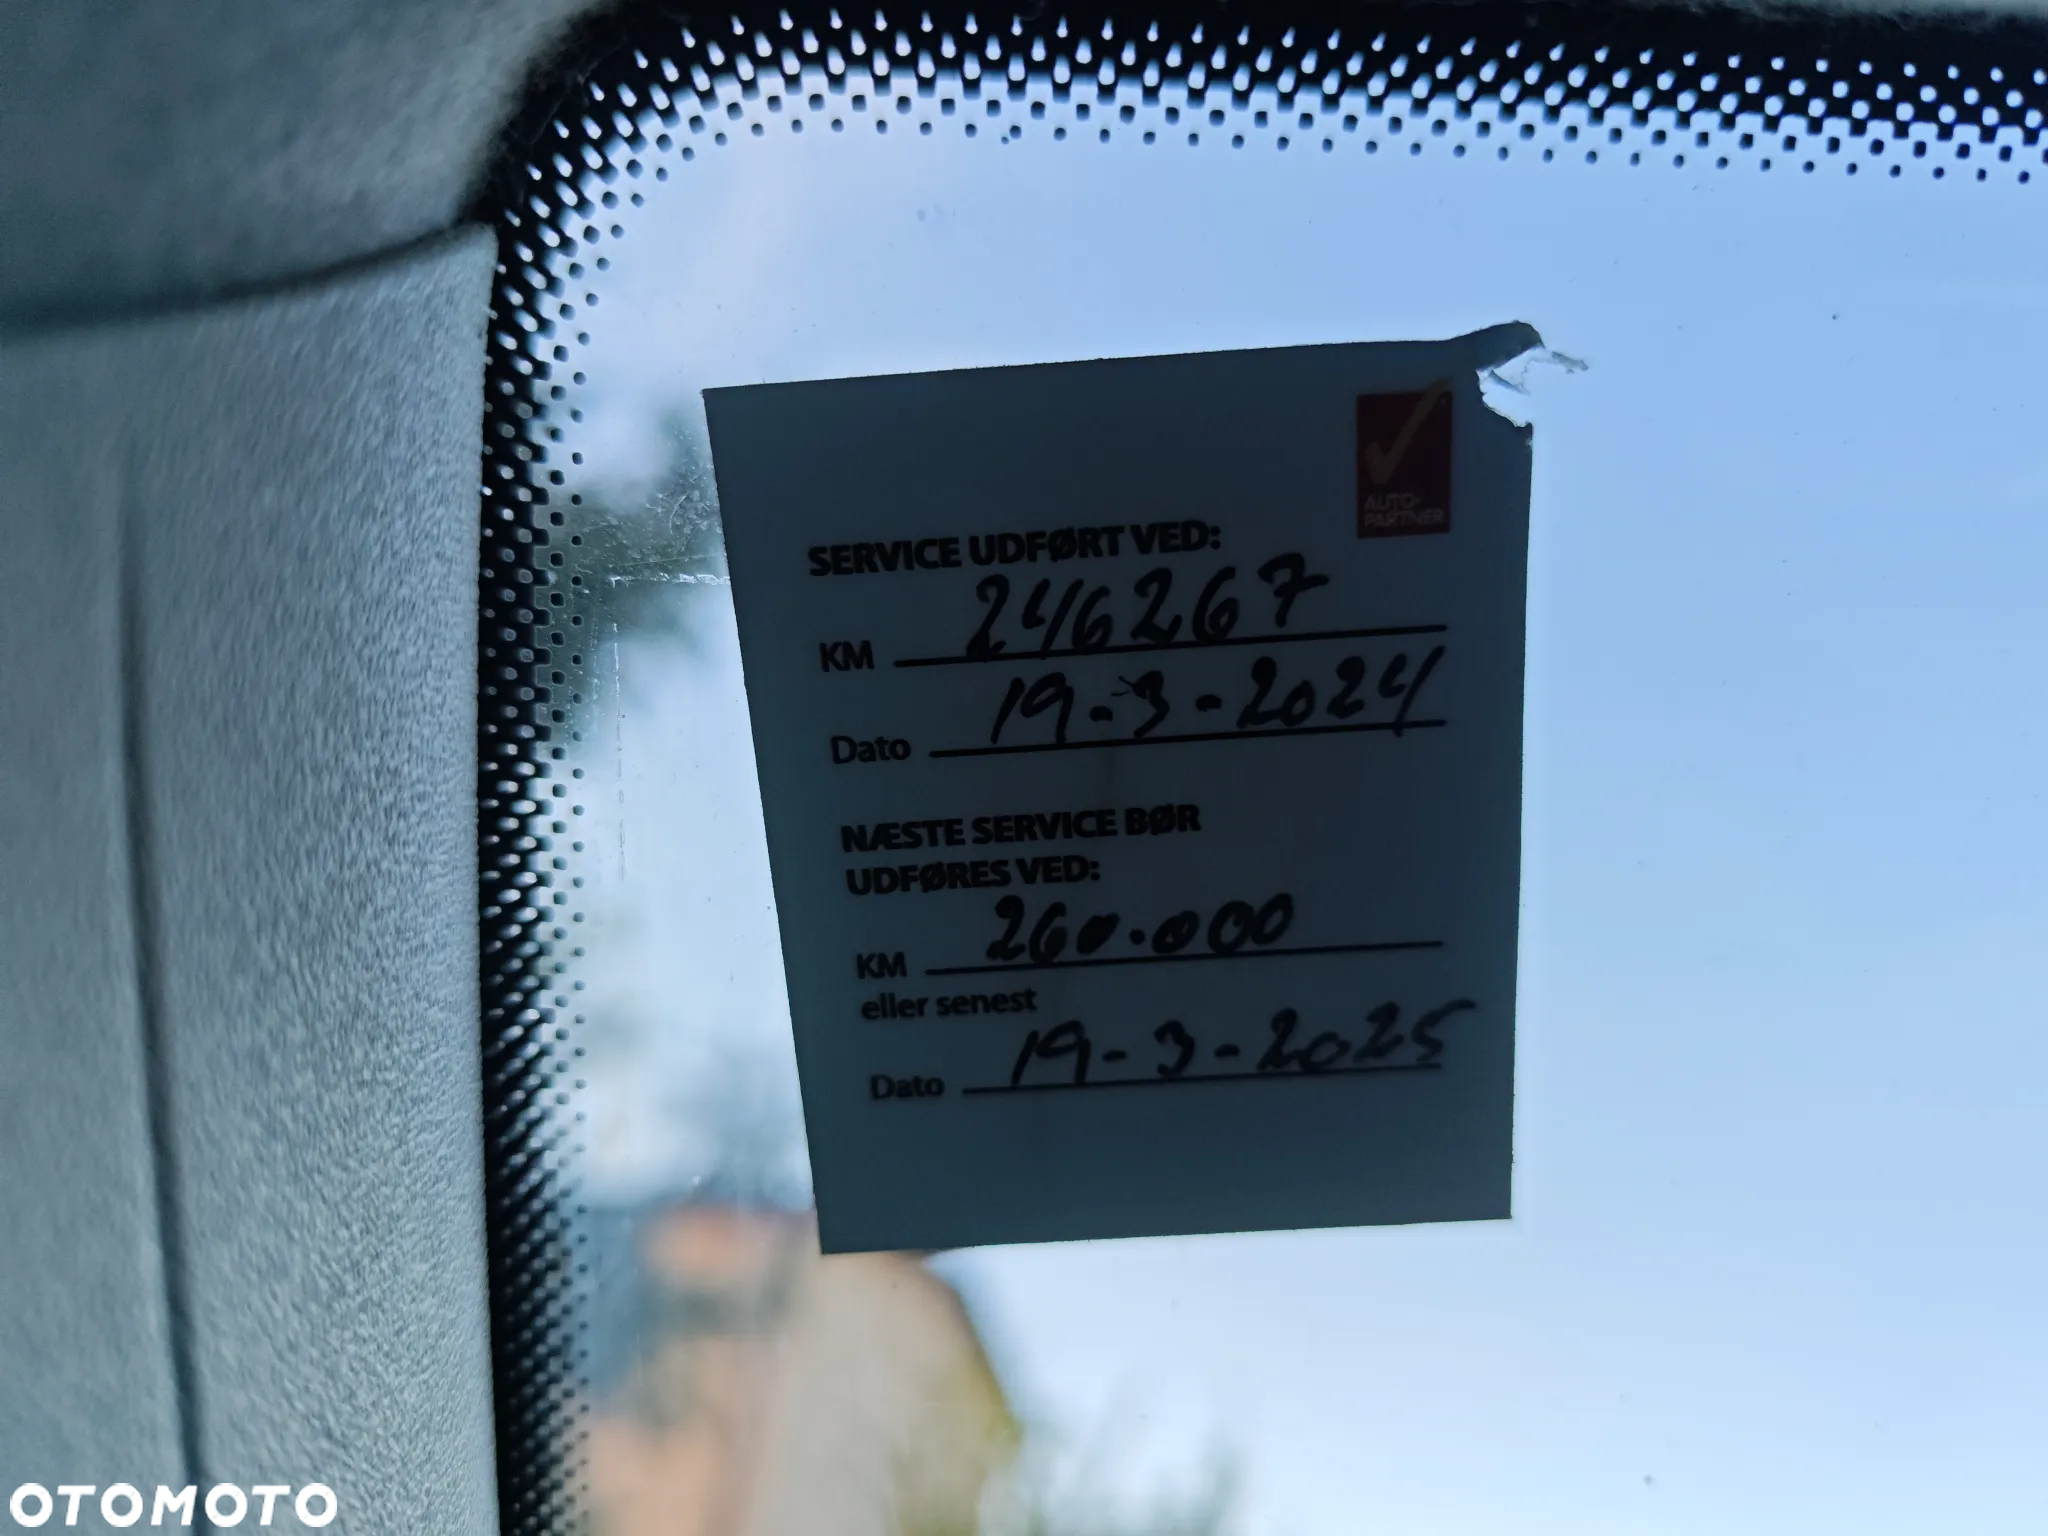 AUTO-
PARTNER
SERVICE UDFØRT VED:
KM 246267
Dato 19-3-2024
NÆSTE SERVICE BØR
UDFØRES VED:
KM 260.000
eller senest
Dato 19-3-2025
OTOMOTO